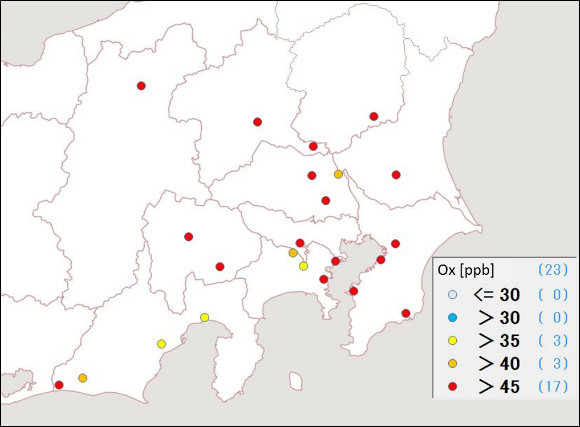 Ox [ppb] (23)
<= 30 ( 0)
> 30 ( 0)
> 35 ( 3)
> 40 ( 3)
> 45 (17)